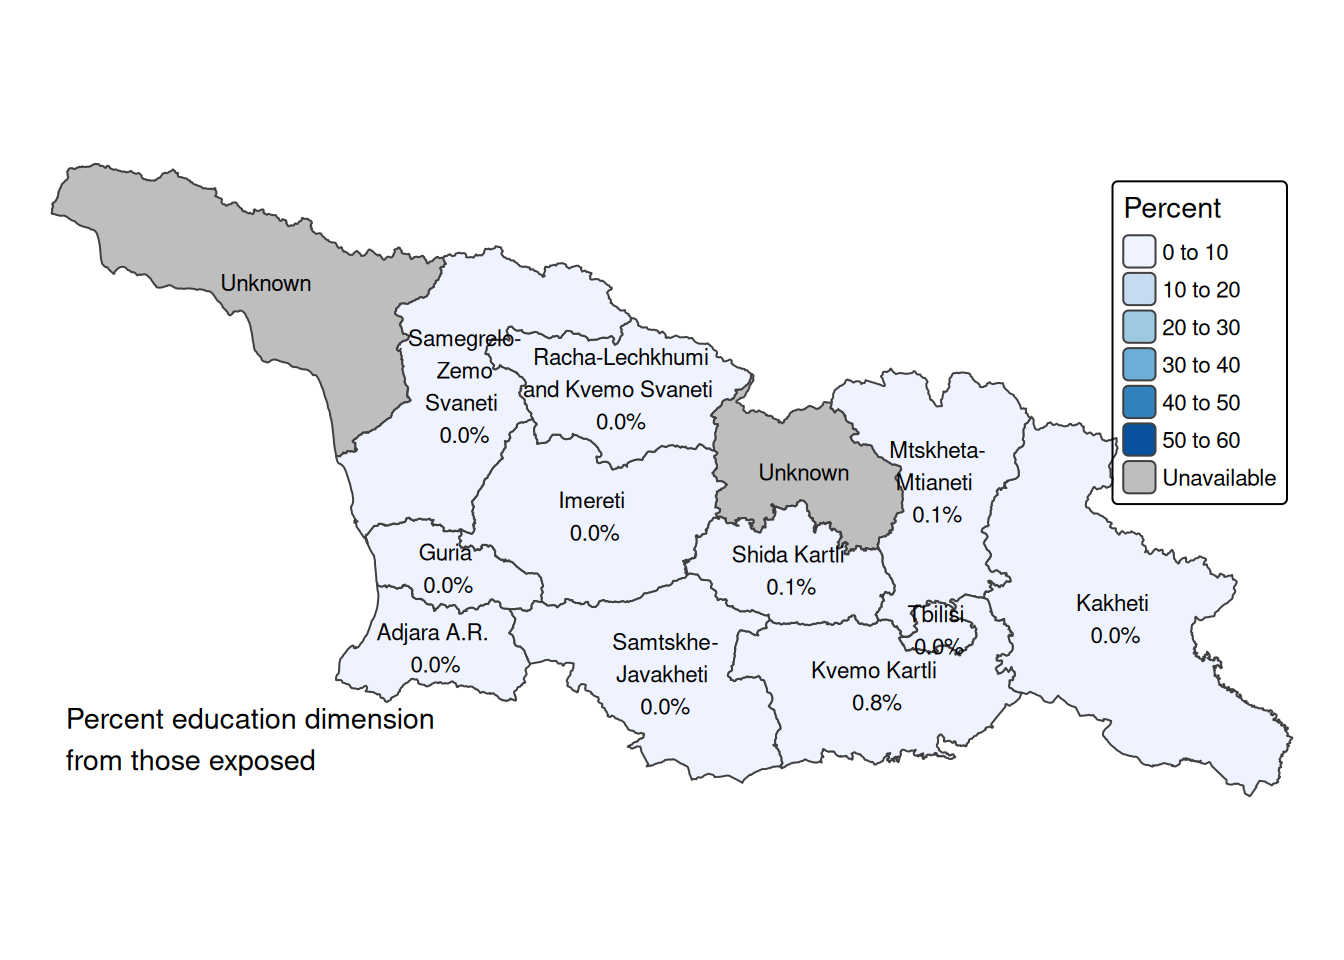 Unknown
Samegrelo-
Zemo
Svaneti
0.0%
Racha-Lechkhumi
and Kvemo Svaneti
0.0%
Imereti
0.0%
Guria
0.0%
Adjara A.R.
0.0%
Unknown
Shida Kartli
0.1%
Mtskheta-
Mtianeti
0.1%
Tbilisi
0.0%
Kvemo Kartli
0.8%
Samtskhe-
Javakheti
0.0%
Kakheti
0.0%
Percent
0 to 10
10 to 20
20 to 30
30 to 40
40 to 50
50 to 60
Unavailable
Percent education dimension
from those exposed